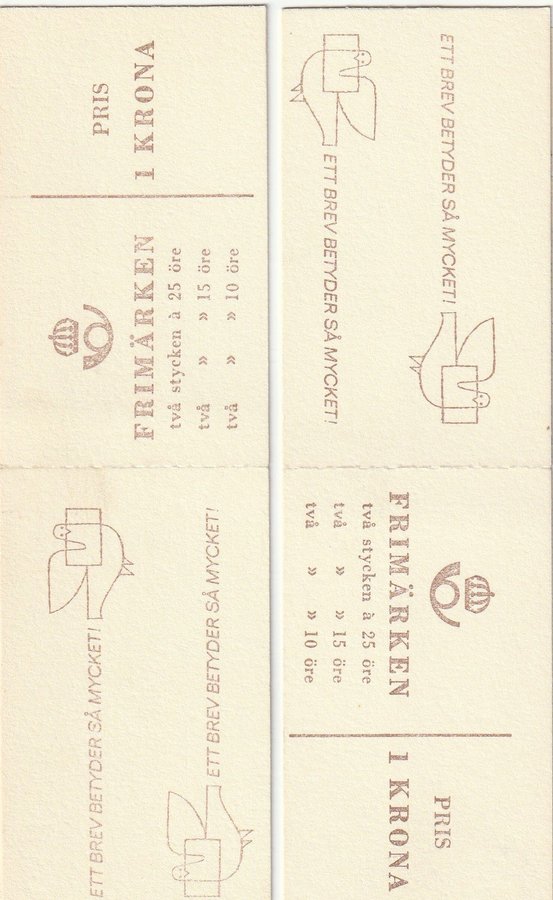 PRIS
1 KRONA
FRIMÄRKEN
två stycken à 25 öre
två » » 15 öre
två » » 10 öre
ETT BREV BETYDER SÅ MYCKET!
ETT BREV BETYDER SÅ MYCKET!
ETT BREV BETYDER SÅ MYCKET!
ETT BREV BETYDER SÅ MYCKET!
FRIMÄRKEN
två stycken à 25 öre
två » » 15 öre
två » » 10 öre
PRIS
1 KRONA